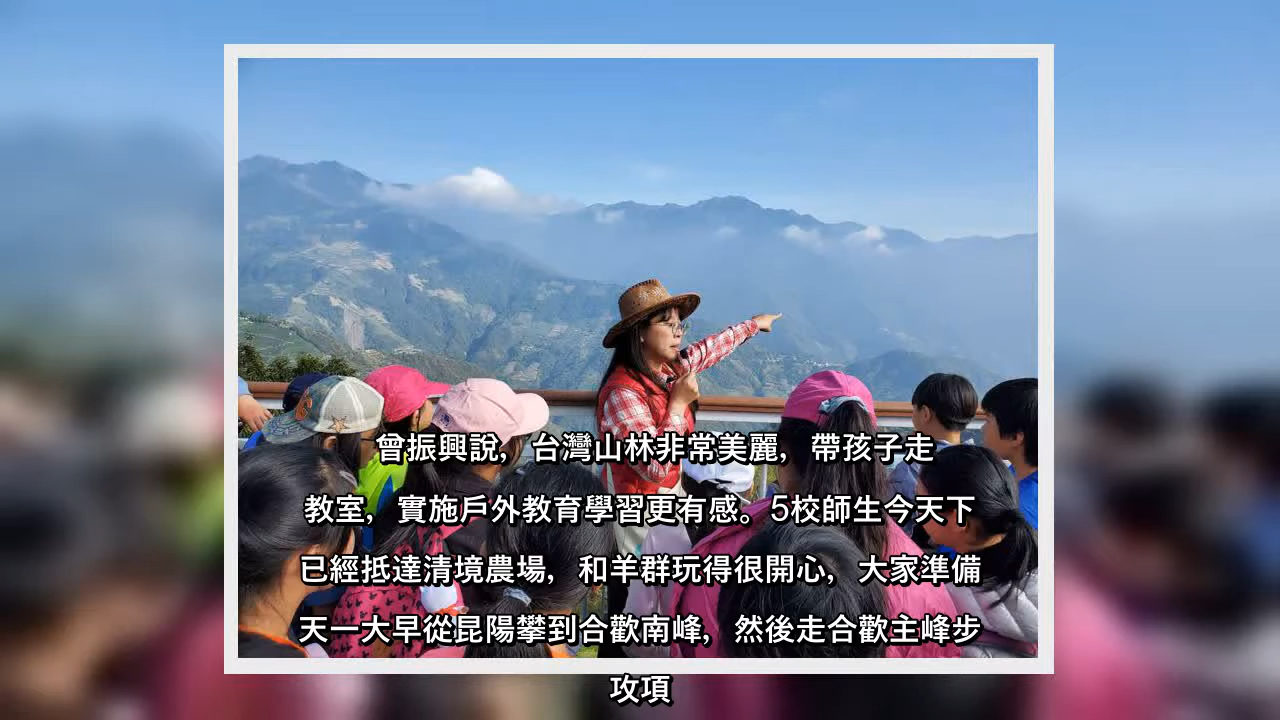 曾振興說，台灣山林非常美麗，帶孩子走
教室，實施戶外教育學習更有感。5校師生今天下
已經抵達清境農場，和羊群玩得很開心，大家準備
天一大早從昆陽攀到合歡南峰，然後走合歡主峰步
攻項